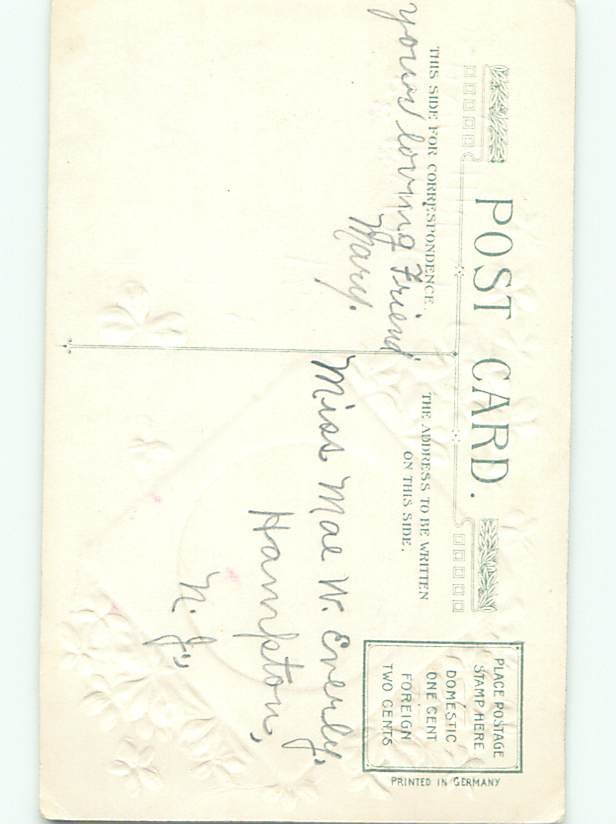 POST CARD.
THIS SIDE FOR CORRESPONDENCE.
your loving Friend
Mary.
THE ADDRESS TO BE WRITTEN
ON THIS SIDE.
PLACE POSTAGE
STAMP HERE
DOMESTIC
ONE CENT
FOREIGN
TWO CENTS
PRINTED IN GERMANY
Miss Mae W. Everly,
Hampton,
N. J.,